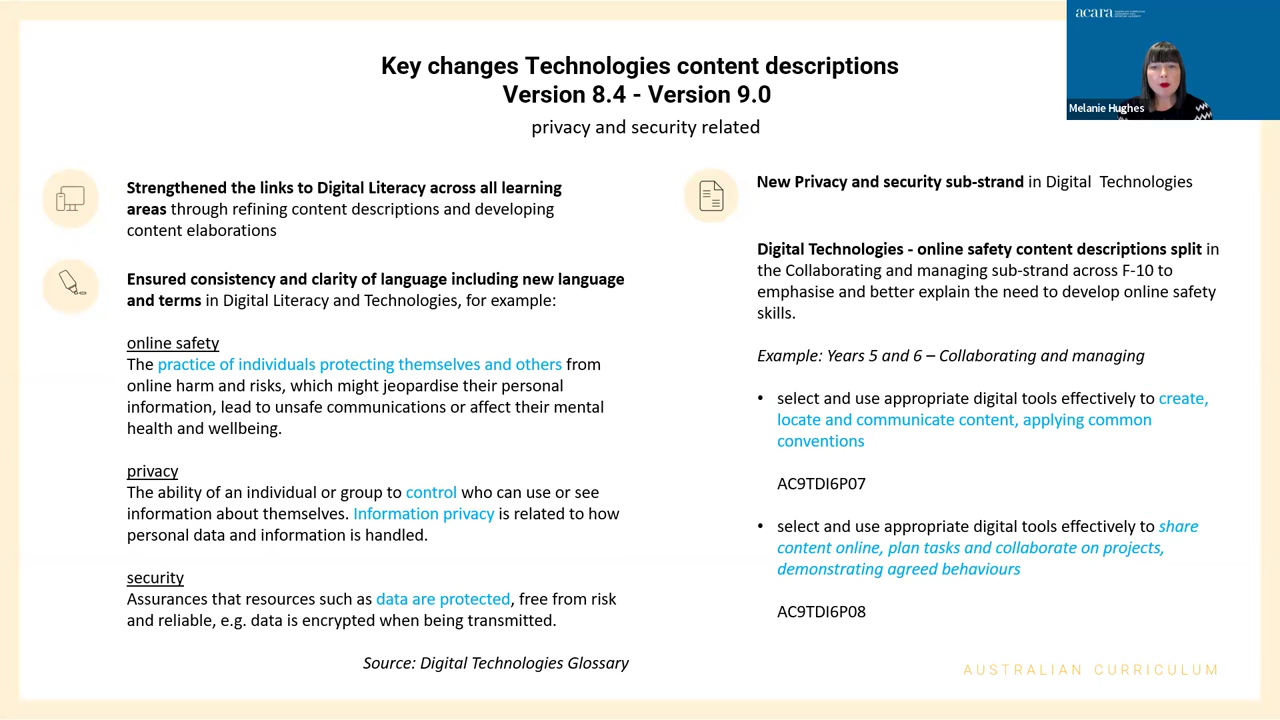 acara
Melanie Hughes
Key changes Technologies content descriptions
Version 8.4 - Version 9.0
privacy and security related
Strengthened the links to Digital Literacy across all learning
areas through refining content descriptions and developing
content elaborations
Ensured consistency and clarity of language including new language
and terms in Digital Literacy and Technologies, for example:
online safety
The practice of individuals protecting themselves and others from
online harm and risks, which might jeopardise their personal
information, lead to unsafe communications or affect their mental
health and wellbeing.
privacy
The ability of an individual or group to control who can use or see
information about themselves. Information privacy is related to how
personal data and information is handled.
security
Assurances that resources such as data are protected, free from risk
and reliable, e.g. data is encrypted when being transmitted.
Source: Digital Technologies Glossary
New Privacy and security sub-strand in Digital Technologies
Digital Technologies - online safety content descriptions split in
the Collaborating and managing sub-strand across F-10 to
emphasise and better explain the need to develop online safety
skills.
Example: Years 5 and 6 – Collaborating and managing
• select and use appropriate digital tools effectively to create,
locate and communicate content, applying common
conventions
AC9TDI6P07
• select and use appropriate digital tools effectively to share
content online, plan tasks and collaborate on projects,
demonstrating agreed behaviours
AC9TDI6P08
AUSTRALIAN CURRICULUM